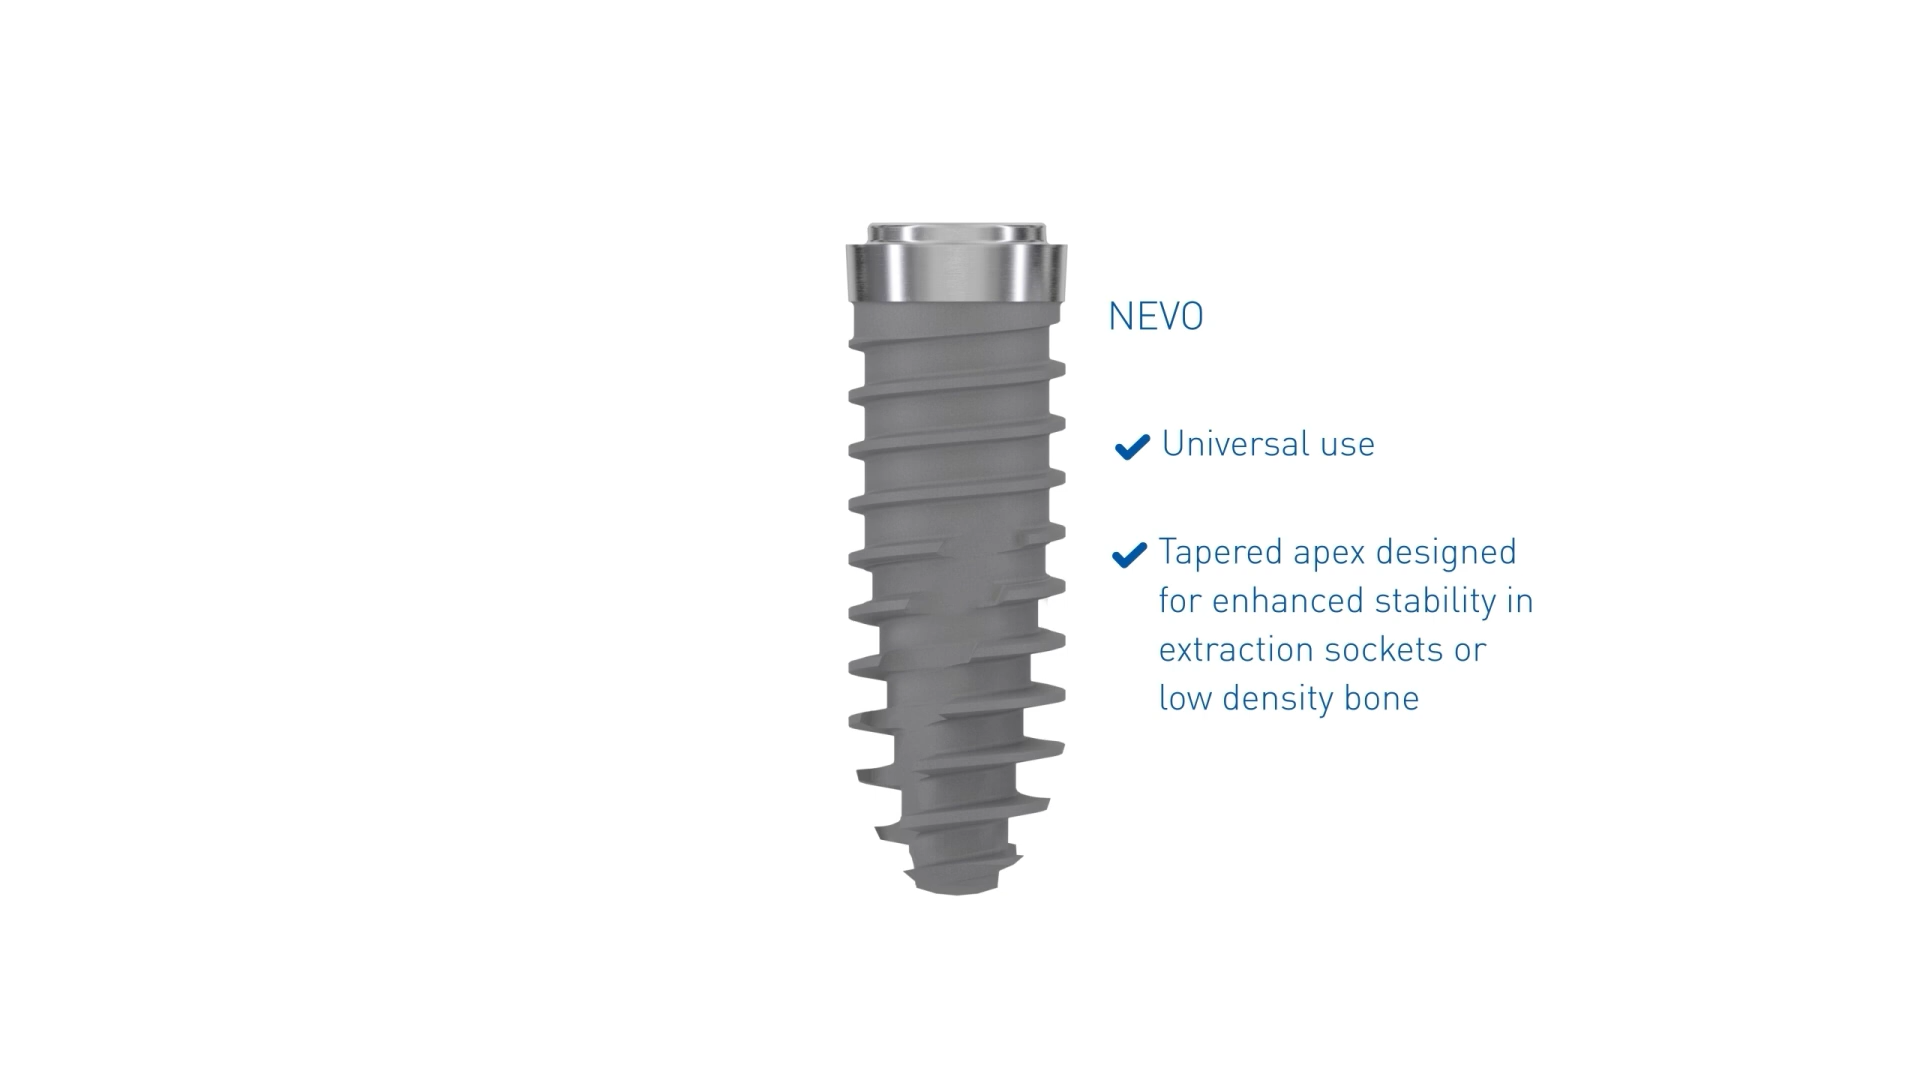 NEVO
Universal use
Tapered apex designed
for enhanced stability in
extraction sockets or
low density bone